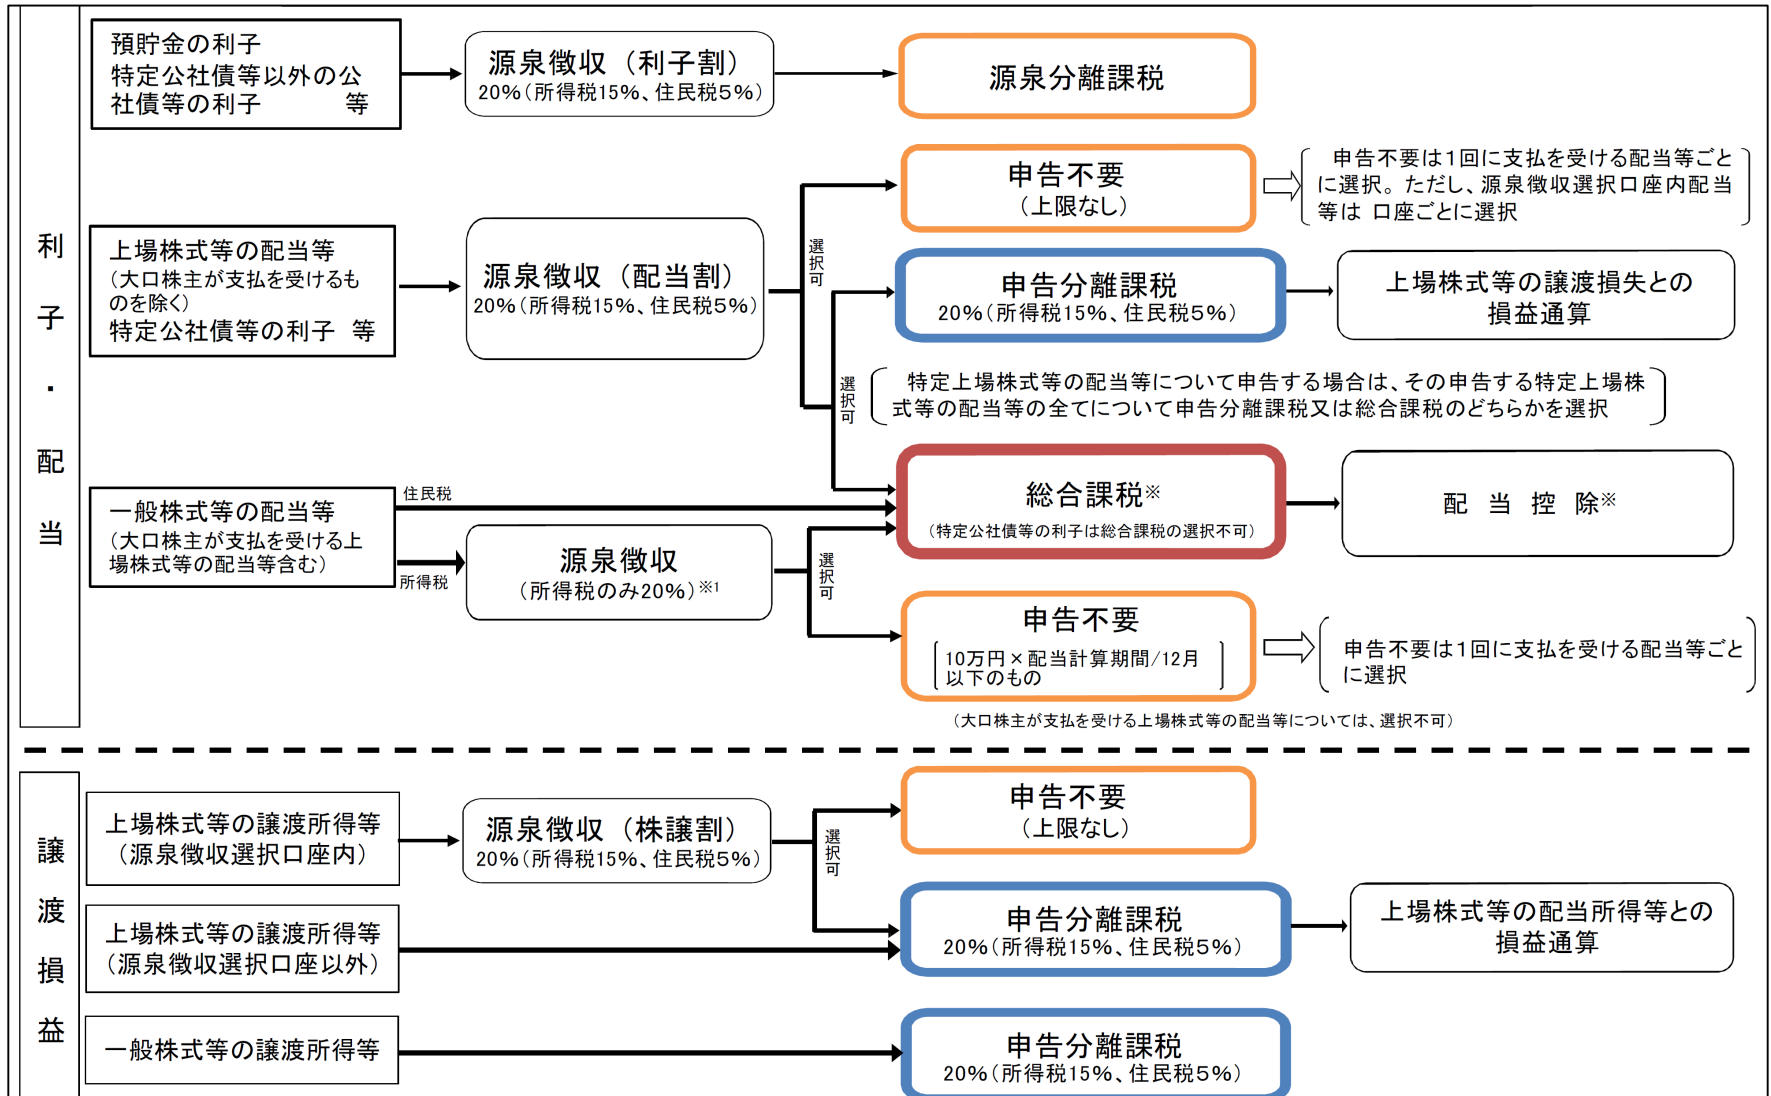 利子・配当
預貯金の利子
特定公社債等以外の公
社債等の利子　　　等
源泉徴収（利子割）
20%（所得税15%、住民税5%）
源泉分離課税
上場株式等の配当等
（大口株主が支払を受けるも
のを除く）
特定公社債等の利子 等
源泉徴収（配当割）
20%（所得税15%、住民税5%）
選択可
申告不要
（上限なし）
申告不要は1回に支払を受ける配当等ごと
に選択。ただし、源泉徴収選択口座内配当
等は 口座ごとに選択
選択可
申告分離課税
20%（所得税15%、住民税5%）
上場株式等の譲渡損失との
損益通算
特定上場株式等の配当等について申告する場合は、その申告する特定上場株
式等の配当等の全てについて申告分離課税又は総合課税のどちらかを選択
一般株式等の配当等
（大口株主が支払を受ける上
場株式等の配当等含む）
住民税
所得税
源泉徴収
（所得税のみ20%）※1
選択可
総合課税※
（特定公社債等の利子は総合課税の選択不可）
配 当 控 除※
申告不要
10万円×配当計算期間/12月
以下のもの
申告不要は1回に支払を受ける配当等ごと
に選択
（大口株主が支払を受ける上場株式等の配当等については、選択不可）
譲渡損益
上場株式等の譲渡所得等
（源泉徴収選択口座内）
源泉徴収（株譲割）
20%（所得税15%、住民税5%）
選択可
申告不要
（上限なし）
上場株式等の譲渡所得等
（源泉徴収選択口座以外）
申告分離課税
20%（所得税15%、住民税5%）
上場株式等の配当所得等との
損益通算
一般株式等の譲渡所得等
申告分離課税
20%（所得税15%、住民税5%）